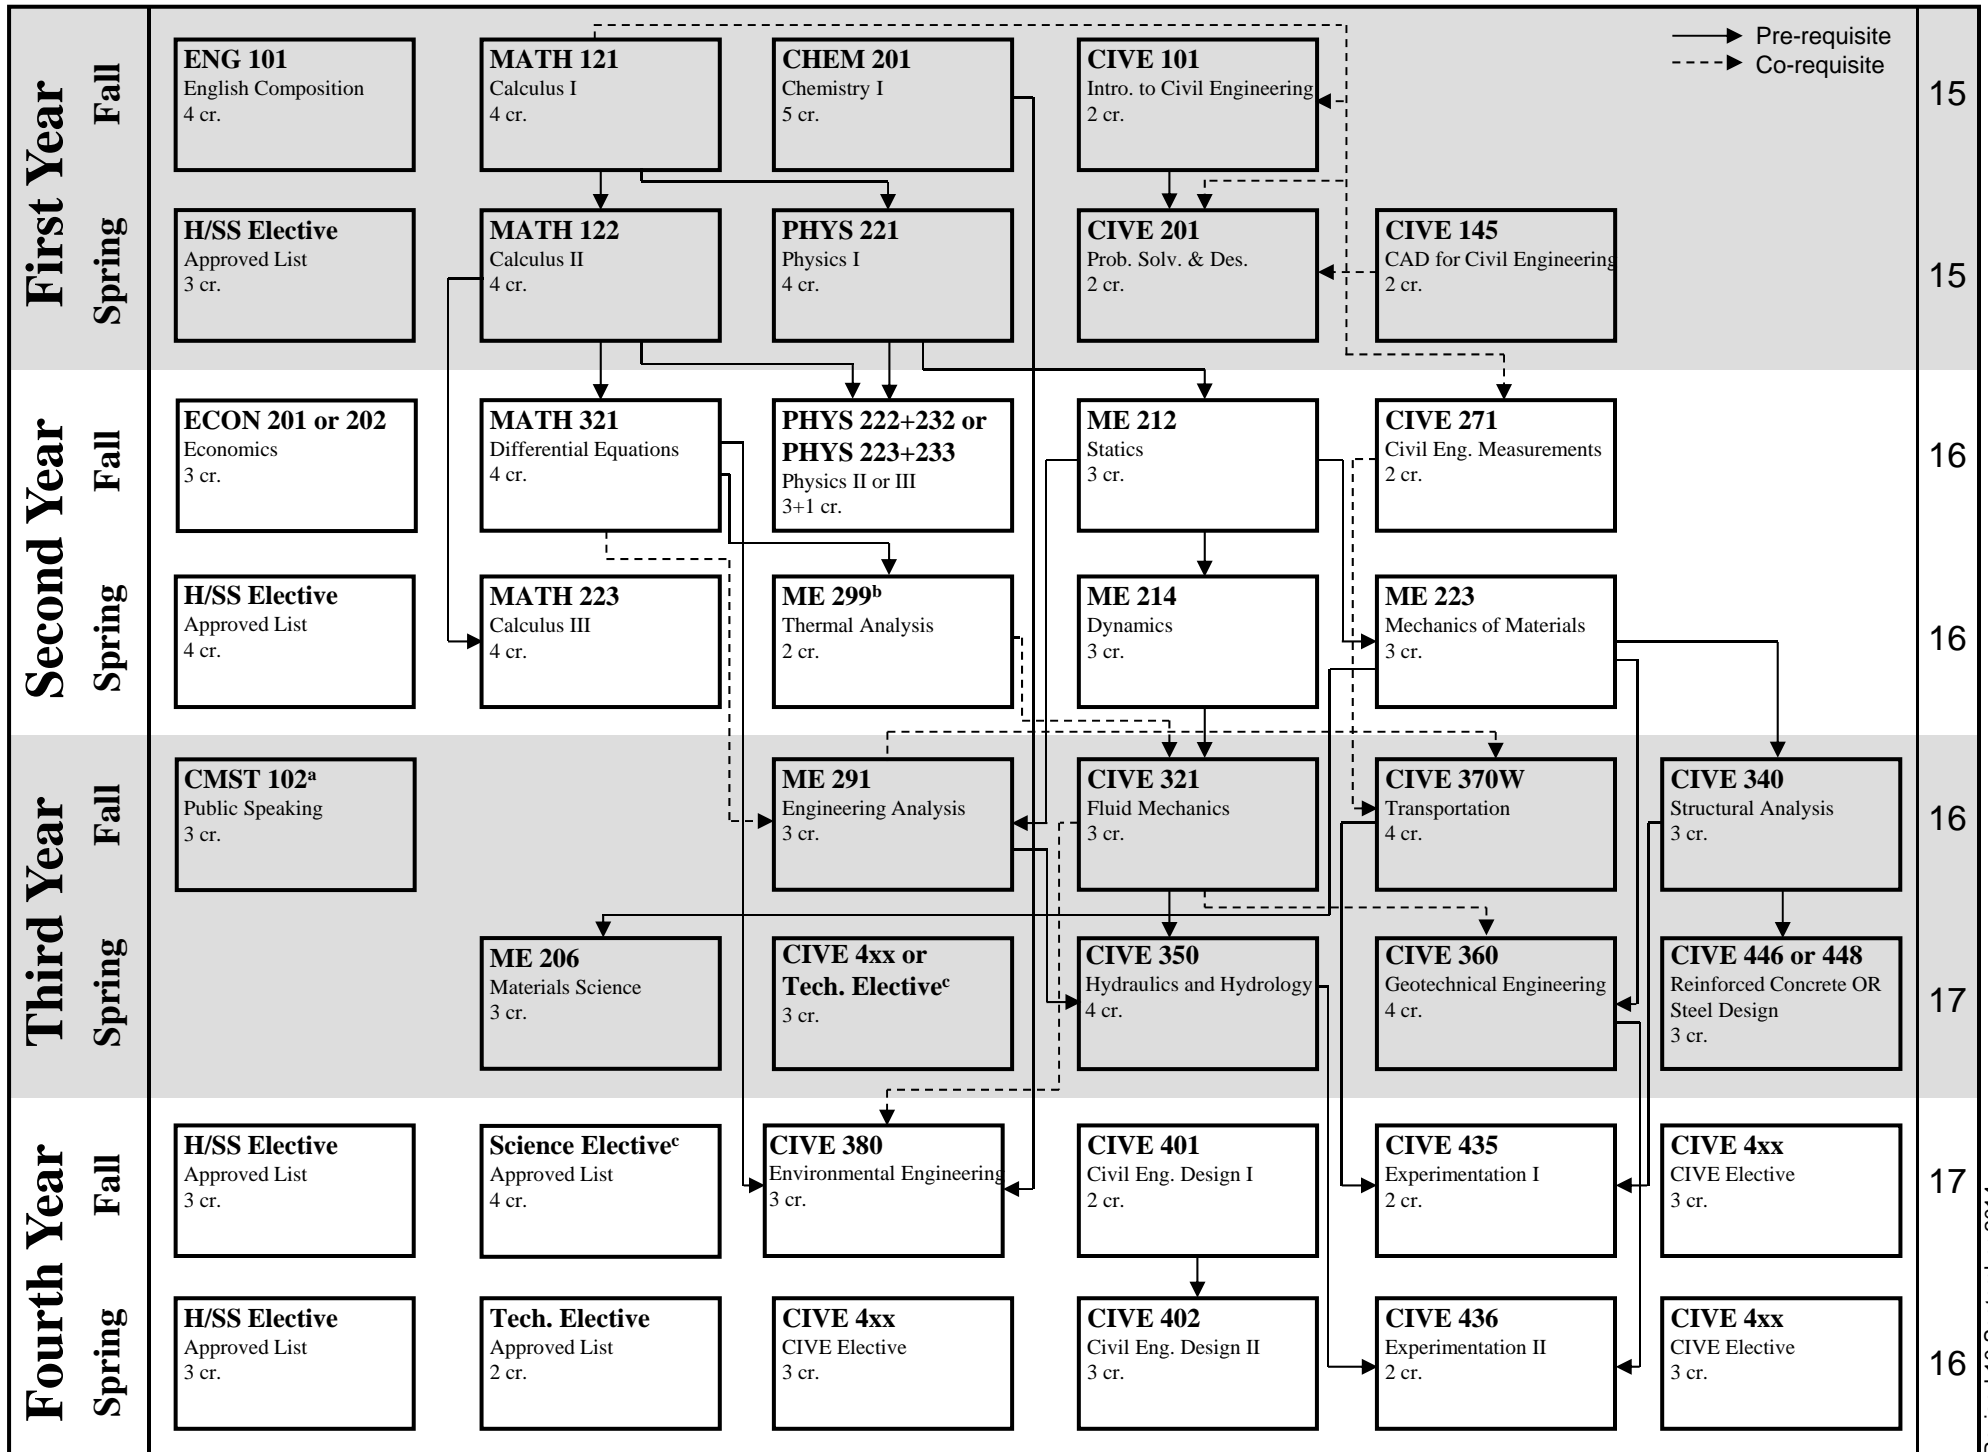 Pre-requisite
Co-requisite
First Year
Fall
ENG 101
English Composition
4 cr.
MATH 121
Calculus I
4 cr.
CHEM 201
Chemistry I
5 cr.
CIVE 101
Intro. to Civil Engineering
2 cr.
15
Spring
H/SS Elective
Approved List
3 cr.
MATH 122
Calculus II
4 cr.
PHYS 221
Physics I
4 cr.
CIVE 201
Prob. Solv. & Des.
2 cr.
CIVE 145
CAD for Civil Engineering
2 cr.
15
Second Year
Fall
ECON 201 or 202
Economics
3 cr.
MATH 321
Differential Equations
4 cr.
PHYS 222+232 or
PHYS 223+233
Physics II or III
3+1 cr.
ME 212
Statics
3 cr.
CIVE 271
Civil Eng. Measurements
2 cr.
16
Spring
H/SS Elective
Approved List
4 cr.
MATH 223
Calculus III
4 cr.
ME 299b
Thermal Analysis
2 cr.
ME 214
Dynamics
3 cr.
ME 223
Mechanics of Materials
3 cr.
16
Third Year
Fall
CMST 102a
Public Speaking
3 cr.
ME 291
Engineering Analysis
3 cr.
CIVE 321
Fluid Mechanics
3 cr.
CIVE 370W
Transportation
4 cr.
CIVE 340
Structural Analysis
3 cr.
16
Spring
ME 206
Materials Science
3 cr.
CIVE 4xx or
Tech. Electivec
3 cr.
CIVE 350
Hydraulics and Hydrology
4 cr.
CIVE 360
Geotechnical Engineering
4 cr.
CIVE 446 or 448
Reinforced Concrete OR
Steel Design
3 cr.
17
Fourth Year
Fall
H/SS Elective
Approved List
3 cr.
Science Electivec
Approved List
4 cr.
CIVE 380
Environmental Engineering
3 cr.
CIVE 401
Civil Eng. Design I
2 cr.
CIVE 435
Experimentation I
2 cr.
CIVE 4xx
CIVE Elective
3 cr.
17
Spring
H/SS Elective
Approved List
3 cr.
Tech. Elective
Approved List
2 cr.
CIVE 4xx
CIVE Elective
3 cr.
CIVE 402
Civil Eng. Design II
3 cr.
CIVE 436
Experimentation II
2 cr.
CIVE 4xx
CIVE Elective
3 cr.
16